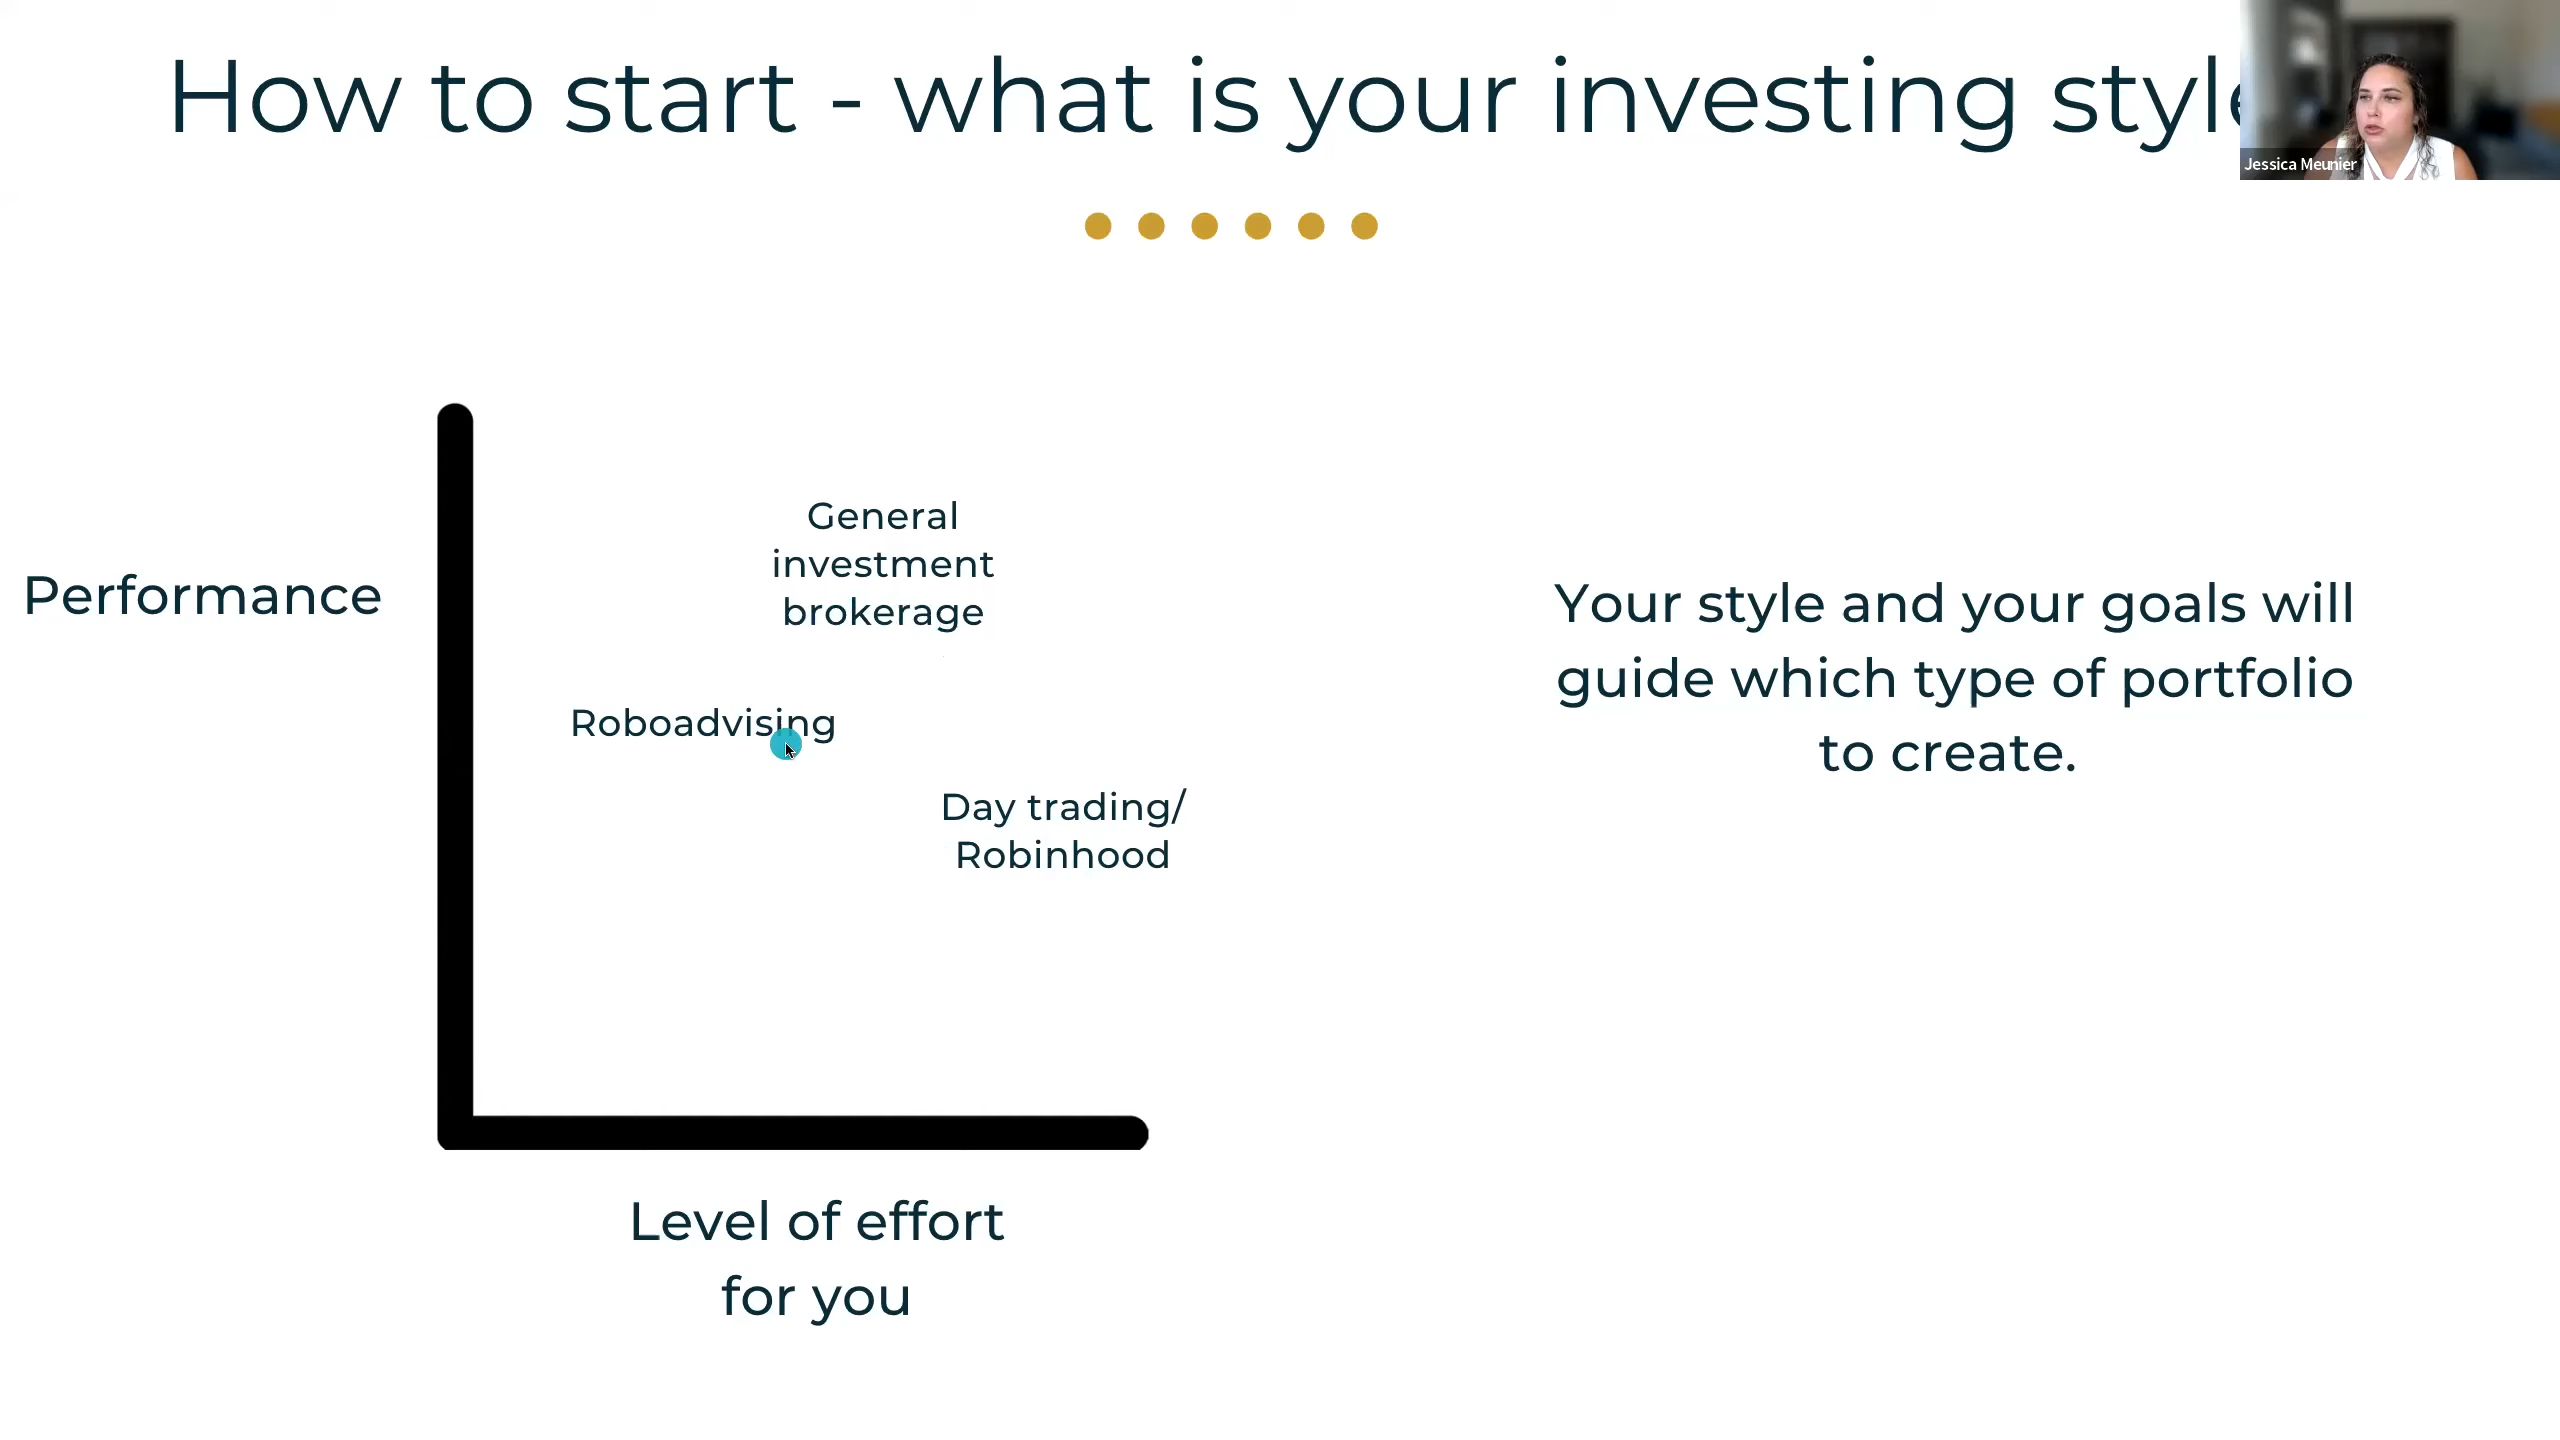 How to start - what is your investing style
Jessica Meunier
Performance
General
investment
brokerage
Roboadvising
Day trading/
Robinhood
Level of effort
for you
Your style and your goals will
guide which type of portfolio
to create.